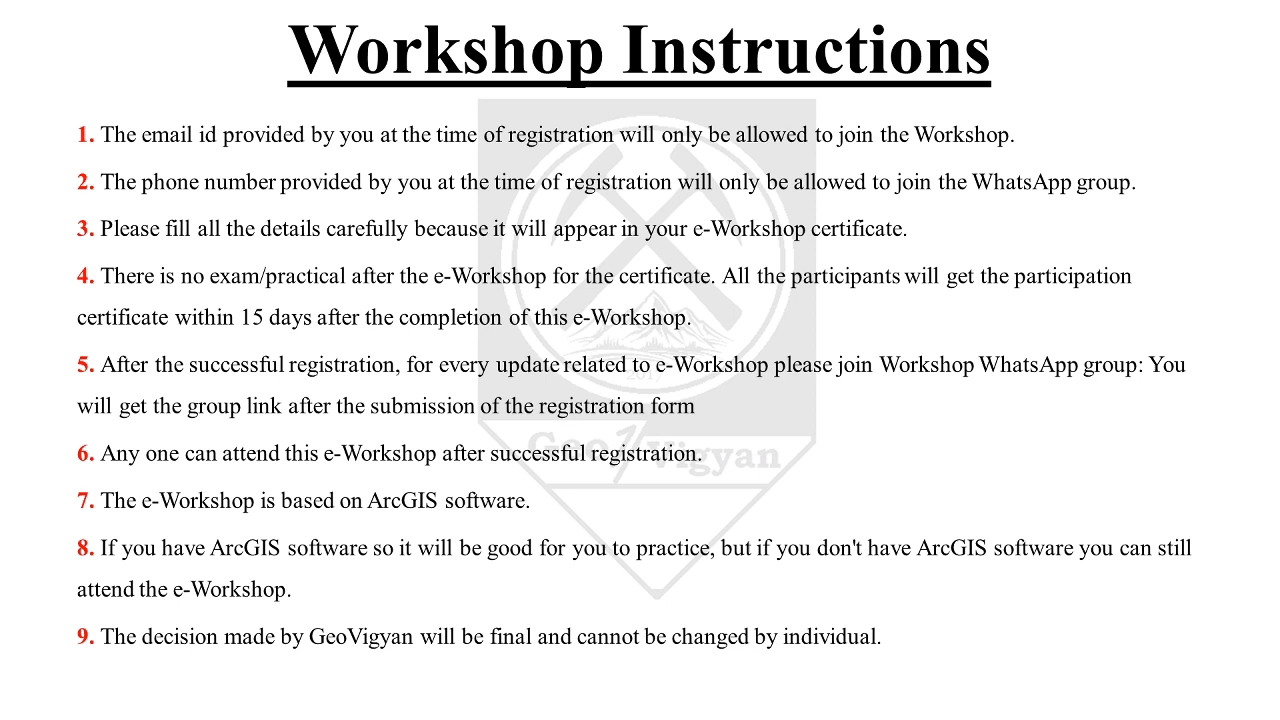 Workshop Instructions
1. The email id provided by you at the time of registration will only be allowed to join the Workshop.
2. The phone number provided by you at the time of registration will only be allowed to join the WhatsApp group.
3. Please fill all the details carefully because it will appear in your e-Workshop certificate.
4. There is no exam/practical after the e-Workshop for the certificate. All the participants will get the participation
certificate within 15 days after the completion of this e-Workshop.
5. After the successful registration, for every update related to e-Workshop please join Workshop WhatsApp group: You
2017
will get the group link after the submission of the registration form
Geo Vigyan
6. Any one can attend this e-Workshop after successful registration.
7. The e-Workshop is based on ArcGIS software.
8. If you have ArcGIS software so it will be good for you to practice, but if you don't have ArcGIS software you can still
attend the e-Workshop.
9. The decision made by GeoVigyan will be final and cannot be changed by individual.